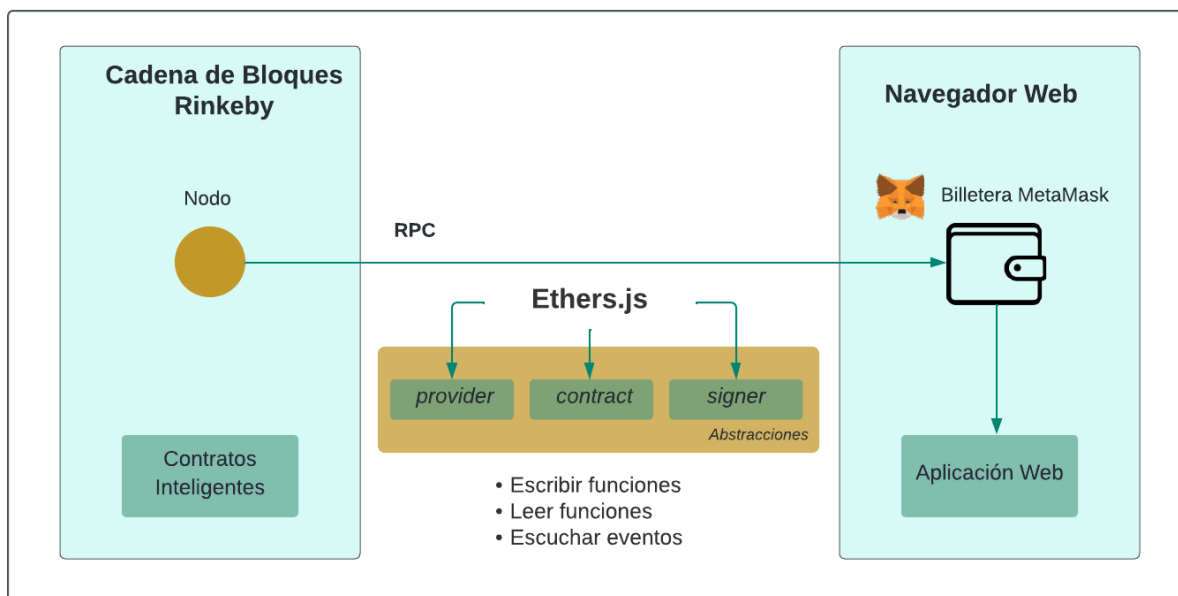 Cadena de Bloques
Rinkeby
Nodo
Contratos
Inteligentes
RPC
Ethers.js
provider
contract
signer
Abstracciones
• Escribir funciones
• Leer funciones
• Escuchar eventos
Navegador Web
Billetera MetaMask
Aplicación Web